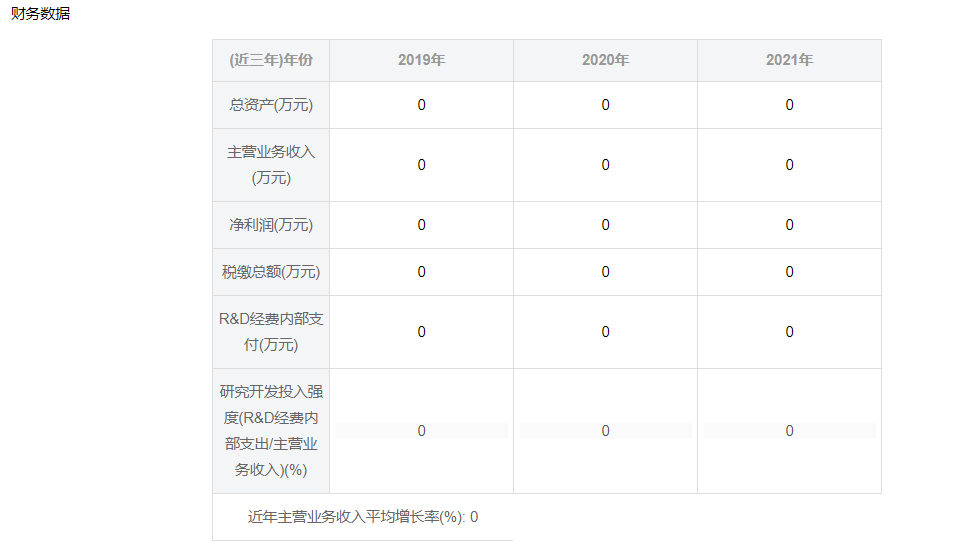 财务数据
(近三年)年份 2019年 2020年 2021年
总资产(万元) 0 0 0
主营业务收入
(万元) 0 0 0
净利润(万元) 0 0 0
税缴总额(万元) 0 0 0
R&D经费内部支
付(万元) 0 0 0
研究开发投入强
度(R&D经费内
部支出/主营业
务收入)(%) 0 0 0
近年主营业务收入平均增长率(%): 0